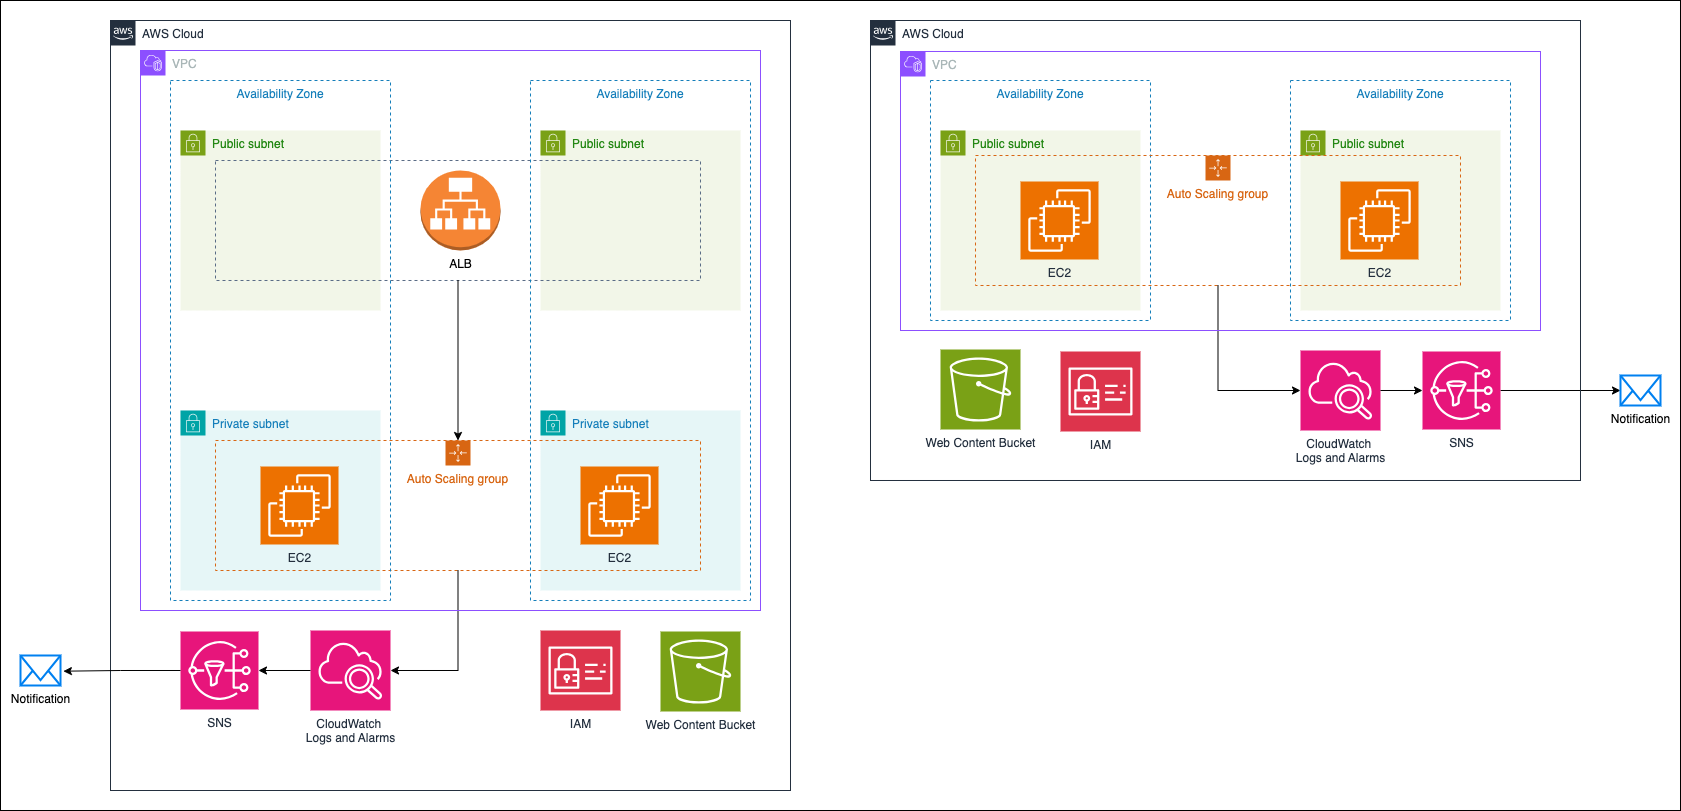 aws
AWS Cloud
VPC
Availability Zone
Availability Zone
Public subnet
Public subnet
ALB
Private subnet
Private subnet
Auto Scaling group
EC2
EC2
Notification
SNS
CloudWatch
Logs and Alarms
IAM
Web Content Bucket
aws
AWS Cloud
VPC
Availability Zone
Availability Zone
Public subnet
Public subnet
Auto Scaling group
EC2
EC2
Web Content Bucket
IAM
CloudWatch
Logs and Alarms
SNS
Notification